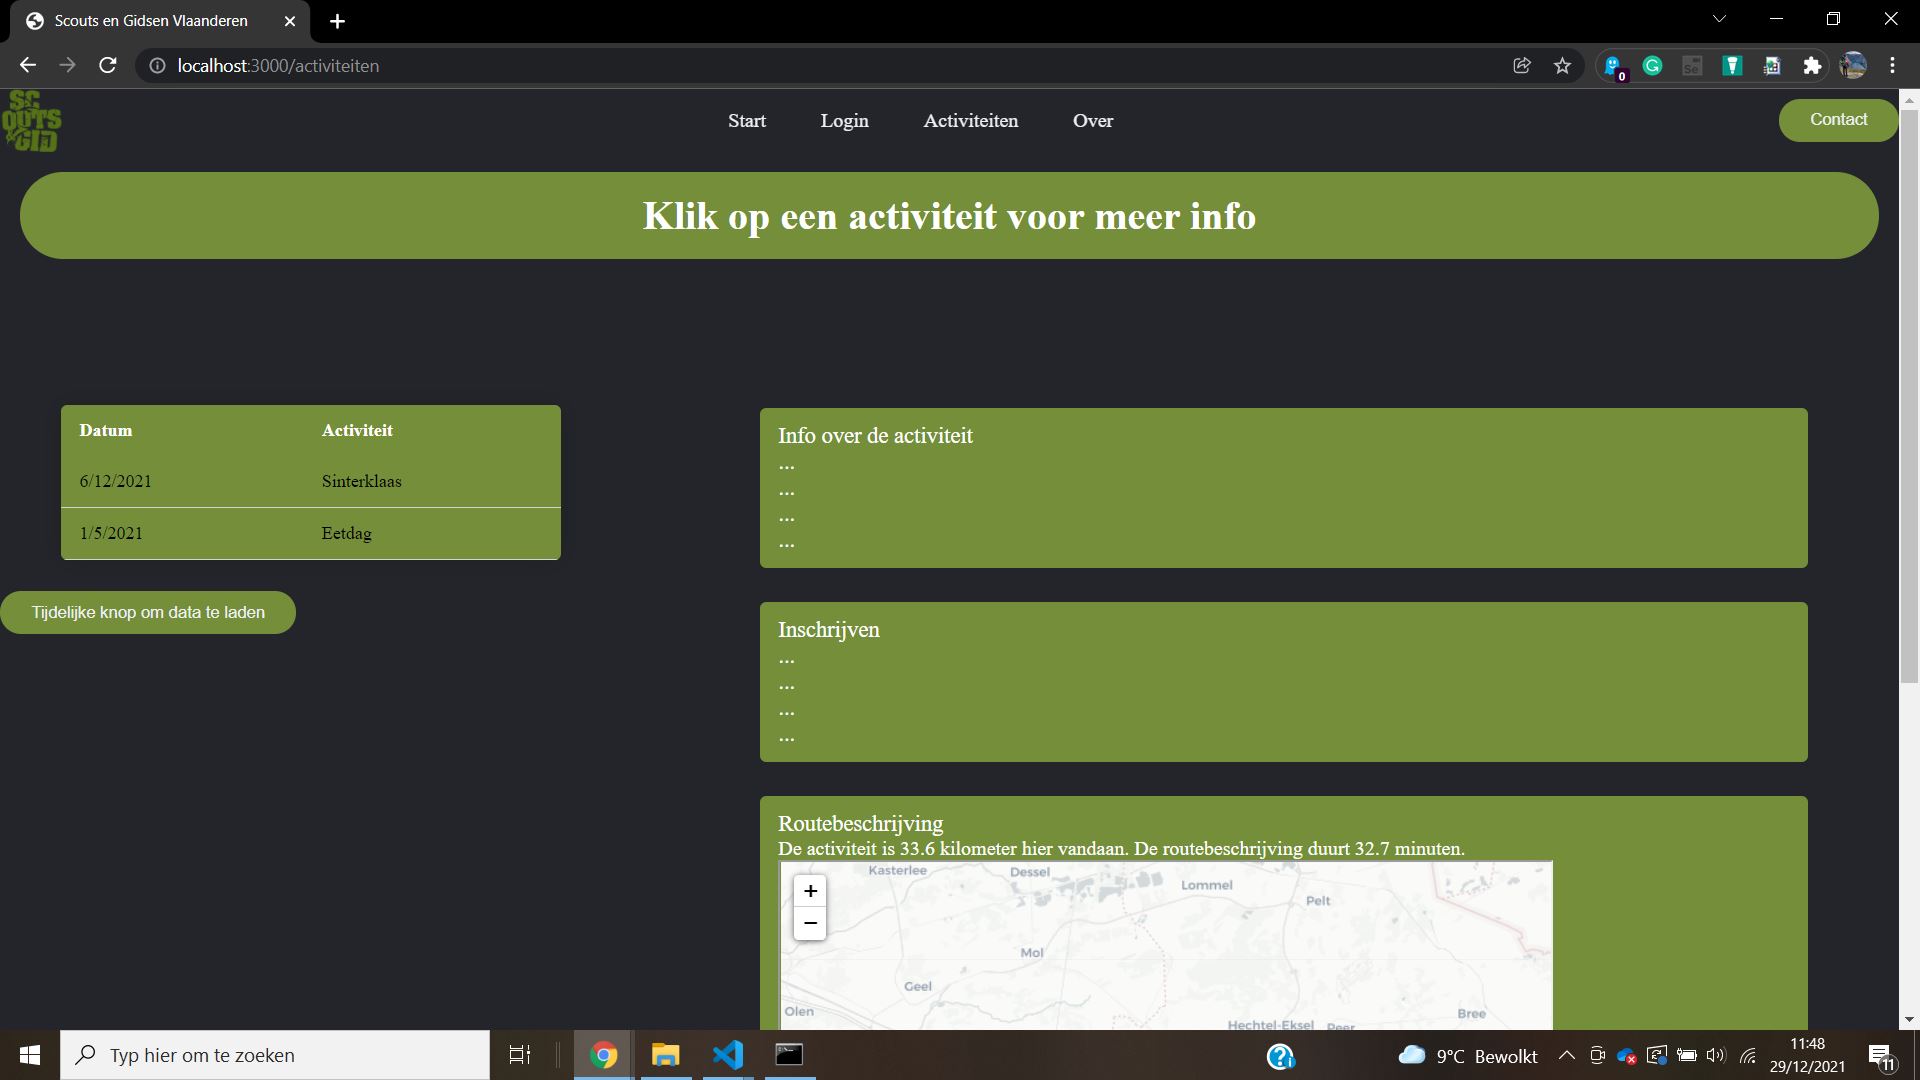 Scouts en Gidsen Vlaanderen
localhost:3000/activiteiten
0
SC
OUTS
&GID
Start
Login
Activiteiten
Over
Contact
Klik op een activiteit voor meer info
Datum Activiteit
6/12/2021 Sinterklaas
1/5/2021 Eetdag
Tijdelijke knop om data te laden
Info over de activiteit
...
...
...
...
Inschrijven
...
...
...
...
Routebeschrijving
De activiteit is 33.6 kilometer hier vandaan. De routebeschrijving duurt 32.7 minuten.
+
−
Kasterlee
Dessel
Lommel
Pelt
Mol
Geel
Olen
Hechtel-Eksel
Peer
Bree
Typ hier om te zoeken
9°C Bewolkt
11:48
29/12/2021
11